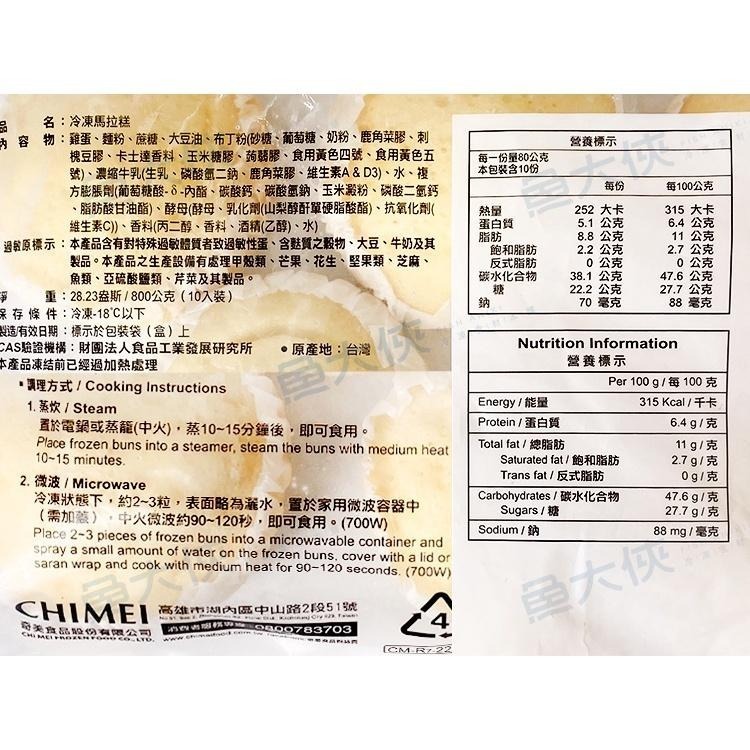 品 名：冷凍馬拉糕
內 容 物：雞蛋、麵粉、蔗糖、大豆油、布丁粉(砂糖、葡萄糖、奶粉、鹿角菜膠、刺
槐豆膠、卡士達香料、玉米糖膠、蒟蒻膠、食用黃色四號、食用黃色五
號)、濃縮牛乳(生乳、磷酸氫二鈉、鹿角菜膠、維生素A & D3)、水、複
方膨脹劑(葡萄糖酸-δ-內酯、碳酸鈣、碳酸氫鈉、玉米澱粉、磷酸二氫鈣
、脂肪酸甘油酯)、酵母(酵母、乳化劑(山梨醇酐單硬脂酸酯)、抗氧化劑(
維生素C))、香料(丙二醇、香料、酒精(乙醇)、水)
過敏原標示：本產品含有對特殊過敏體質者致過敏性蛋、含麩質之穀物、大豆、牛奶及其
製品。本產品之生產設備有處理甲殼類、芒果、花生、堅果類、芝麻、
魚類、亞硫酸鹽類、芹菜及其製品。
淨 重：28.23盎斯/800公克（10入裝）
保存條件：冷凍-18℃以下
製造/有效日期：標示於包裝袋（盒）上
CAS驗證機構：財團法人食品工業發展研究所 •原產地：台灣
本產品凍結前已經過加熱處理
▪調理方式 / Cooking Instructions
1. 蒸炊 / Steam
置於電鍋或蒸籠(中火)，蒸10~15分鐘後，即可食用。
Place frozen buns into a steamer, steam the buns with medium heat
10~15 minutes.
2. 微波 / Microwave
冷凍狀態下，約2~3粒，表面略為灑水，置於家用微波容器中
（需加蓋），中火微波約90~120秒，即可食用。(700W)
Place 2~3 pieces of frozen buns into a microwavable container and
spray a small amount of water on the frozen buns, cover with a lid or
saran wrap and cook with medium heat for 90~120 seconds. (700W)
CHIMEI 高雄市湖內區中山路2段51號
奇美食品股份有限公司 消費者服務專線：0800783703
CHI MEI FROZEN FOOD CO., LTD. www.chimeifood.com.tw
4
CM-R7-22
營養標示
每一份量80公克
本包裝含10份
每份 每100公克
熱量 252 大卡 315 大卡
蛋白質 5.1 公克 6.4 公克
脂肪 8.8 公克 11 公克
飽和脂肪 2.2 公克 2.7 公克
反式脂肪 0 公克 0 公克
碳水化合物 38.1 公克 47.6 公克
糖 22.2 公克 27.7 公克
鈉 70 毫克 88 毫克
Nutrition Information
營養標示
Per 100 g / 每 100 克
Energy / 能量 315 Kcal / 千卡
Protein / 蛋白質 6.4 g / 克
Total fat / 總脂肪 11 g / 克
Saturated fat / 飽和脂肪 2.7 g / 克
Trans fat / 反式脂肪 0 g / 克
Carbohydrates / 碳水化合物 47.6 g / 克
Sugars / 糖 27.7 g / 克
Sodium / 鈉 88 mg / 毫克
魚大俠
魚大俠
魚大俠
魚大俠